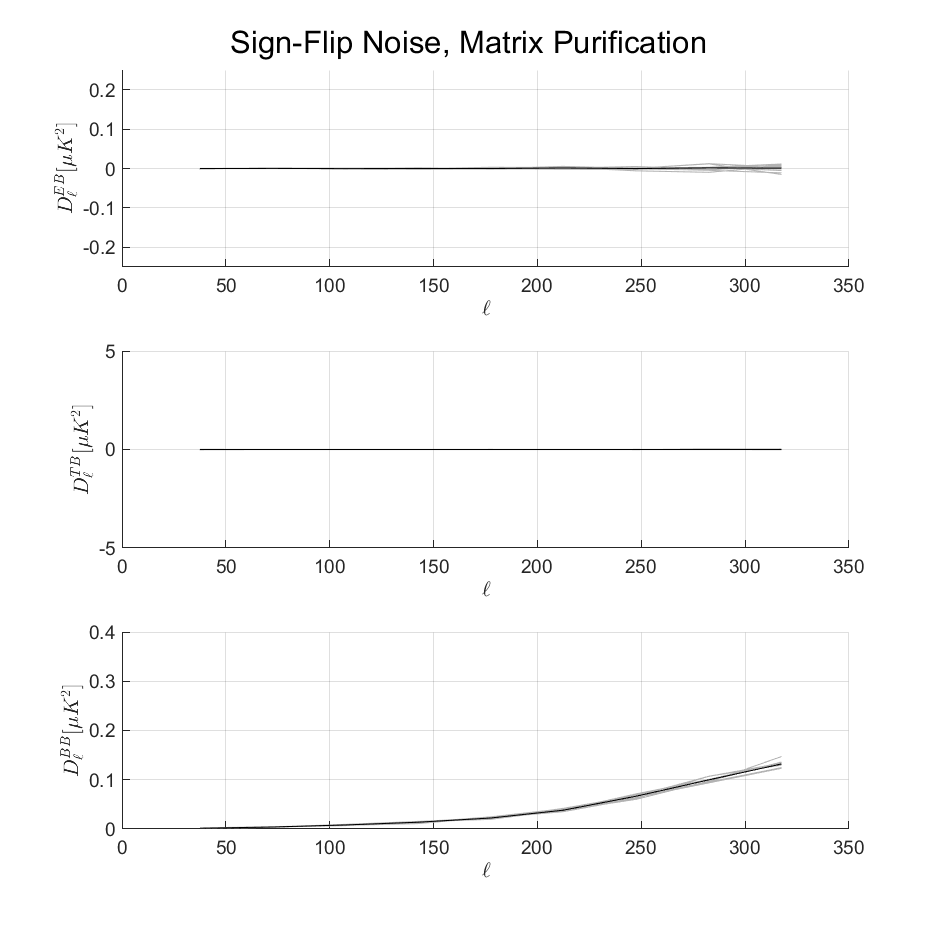 Sign-Flip Noise, Matrix Purification
D_ℓ^{EB}[μK²]
0.2
0.1
0
-0.1
-0.2
0 50 100 150 200 250 300 350
ℓ
D_ℓ^{TB}[μK²]
5
0
-5
0 50 100 150 200 250 300 350
ℓ
D_ℓ^{BB}[μK²]
0.4
0.3
0.2
0.1
0
0 50 100 150 200 250 300 350
ℓ